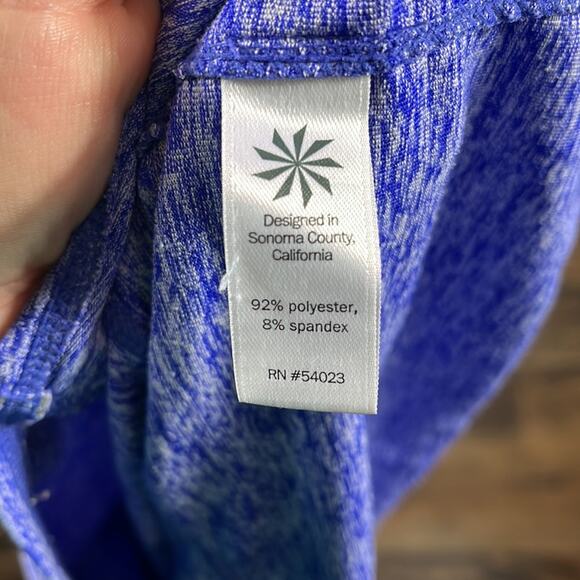 Designed in
Sonoma County,
California
92% polyester,
8% spandex
RN #54023